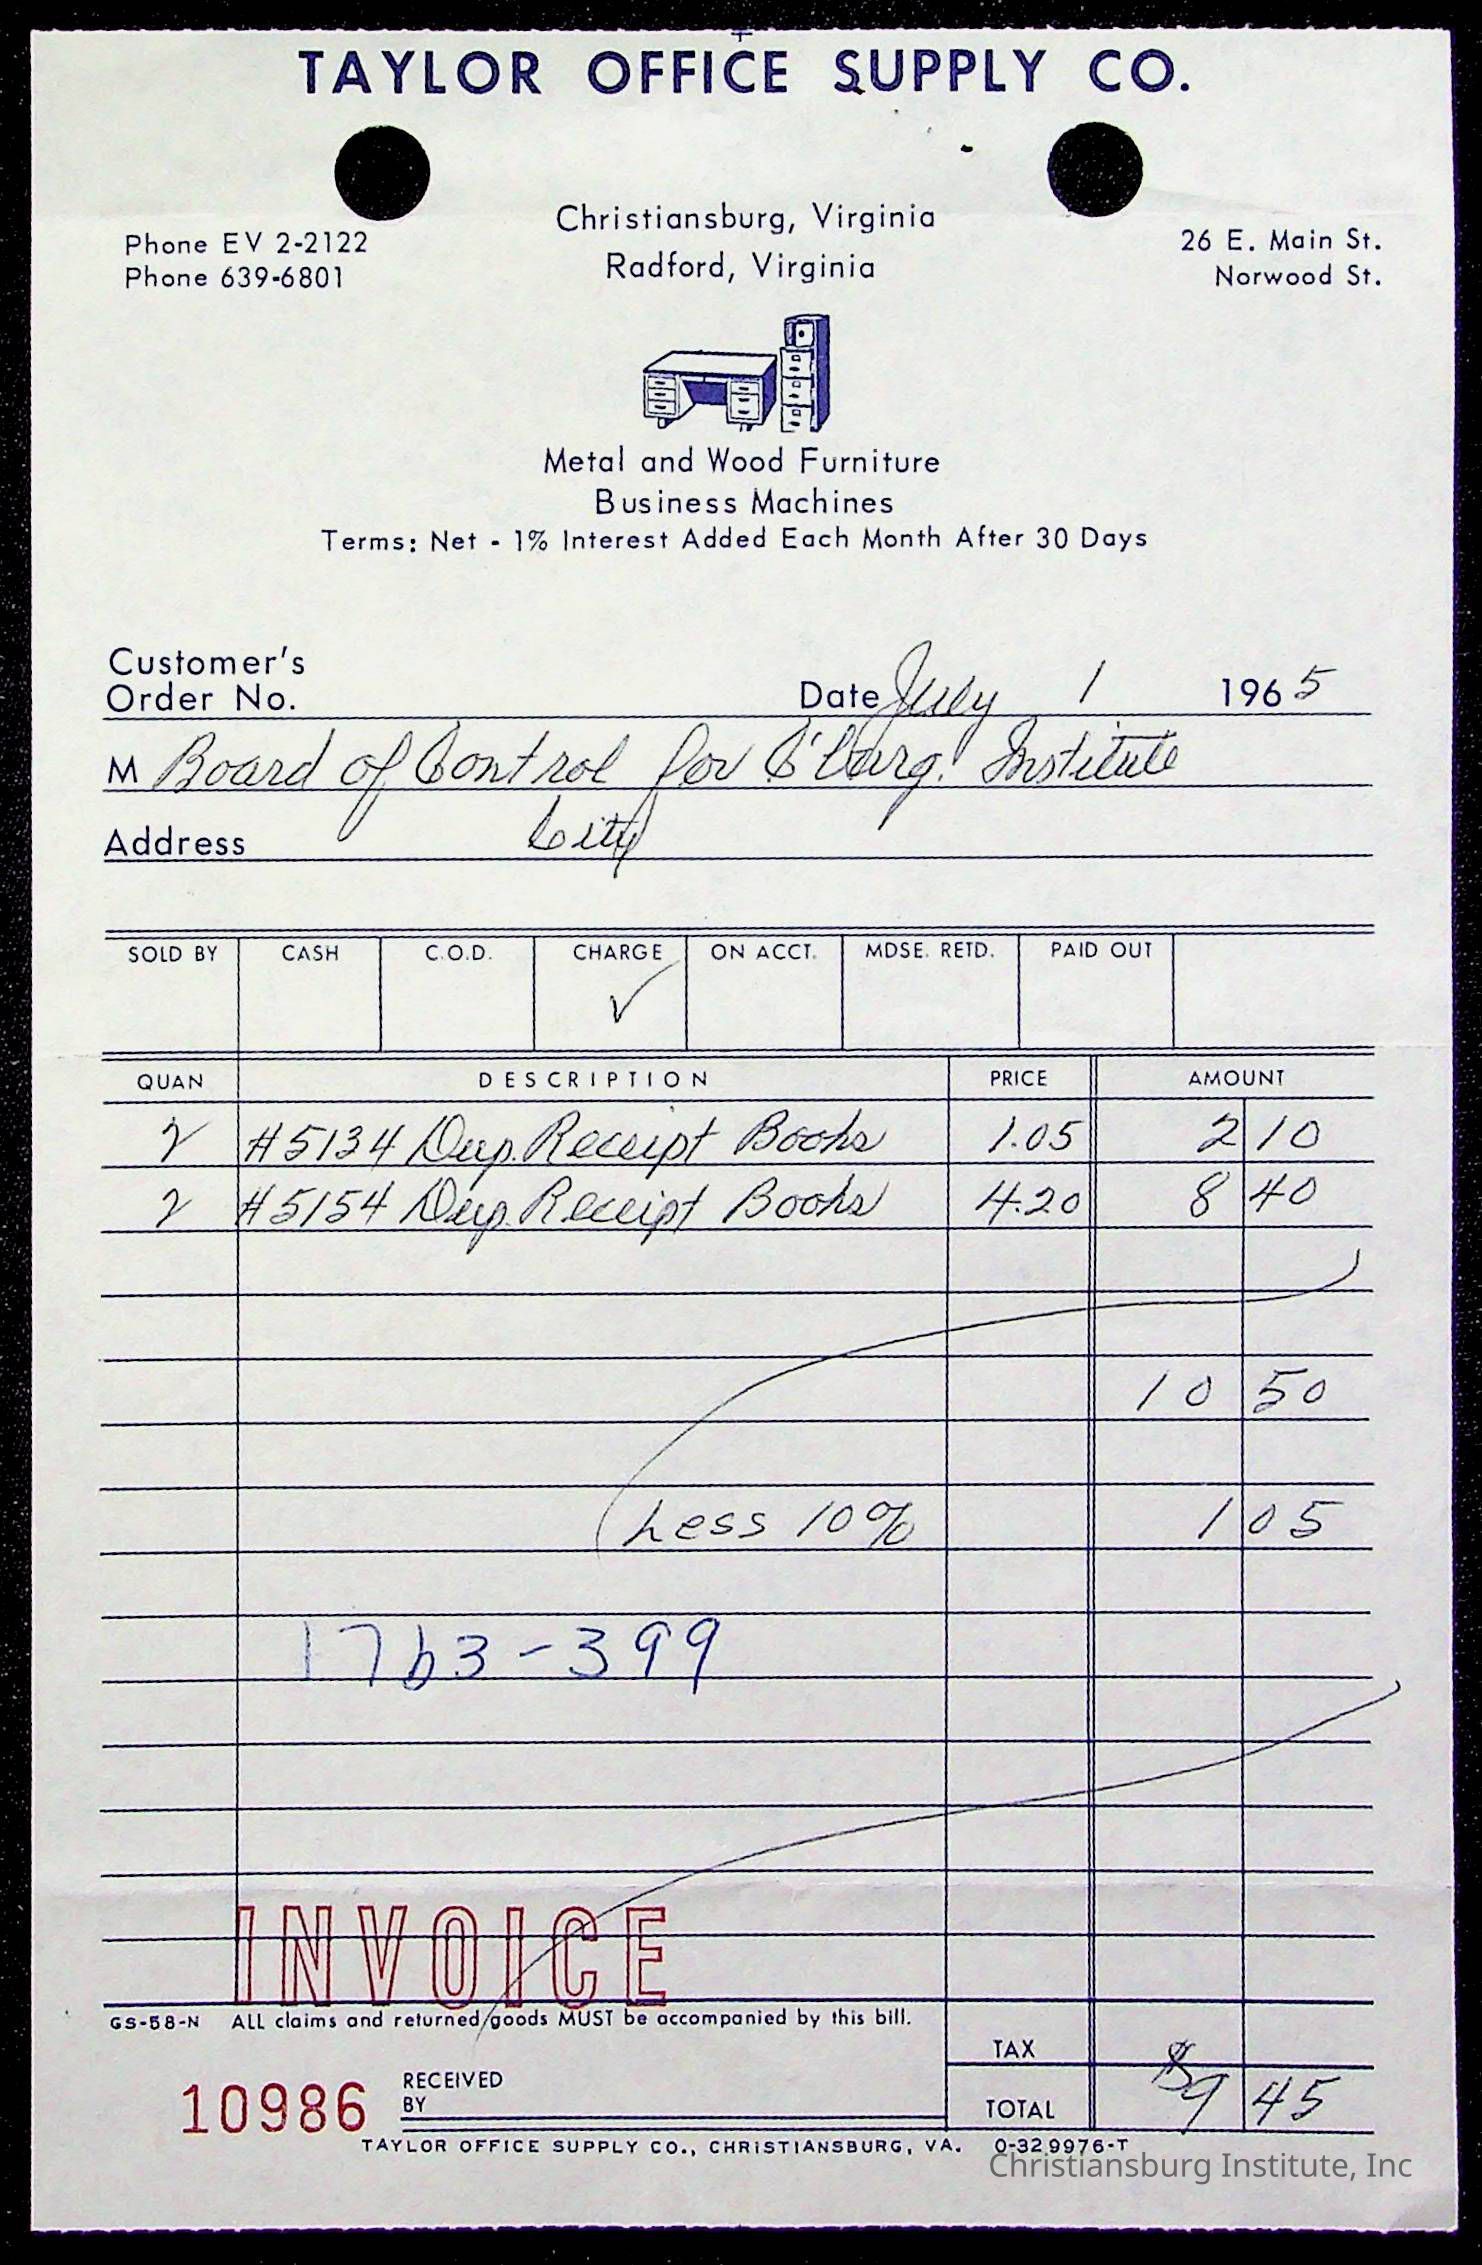 TAYLOR OFFICE SUPPLY CO.
Christiansburg, Virginia
Radford, Virginia
Phone EV 2-2122
Phone 639-6801
26 E. Main St.
Norwood St.
Metal and Wood Furniture
Business Machines
Terms: Net - 1% Interest Added Each Month After 30 Days
Customer's
Order No.
Date July 1 1965
M Board of Control for C'burg. Institute
Address City
SOLD BY CASH C.O.D. CHARGE ON ACCT. MDSE. RETD. PAID OUT
✓
QUAN DESCRIPTION PRICE AMOUNT
2 #5134 Dup. Receipt Books 1.05 2 10
2 #5154 Dup. Receipt Books 4.20 8 40
10 50
Less 10% 1 05
1763-399
INVOICE
GS-58-N ALL claims and returned goods MUST be accompanied by this bill.
TAX
10986 RECEIVED
BY
TOTAL $9 45
TAYLOR OFFICE SUPPLY CO., CHRISTIANSBURG, VA. 0-329976-T
Christiansburg Institute, Inc